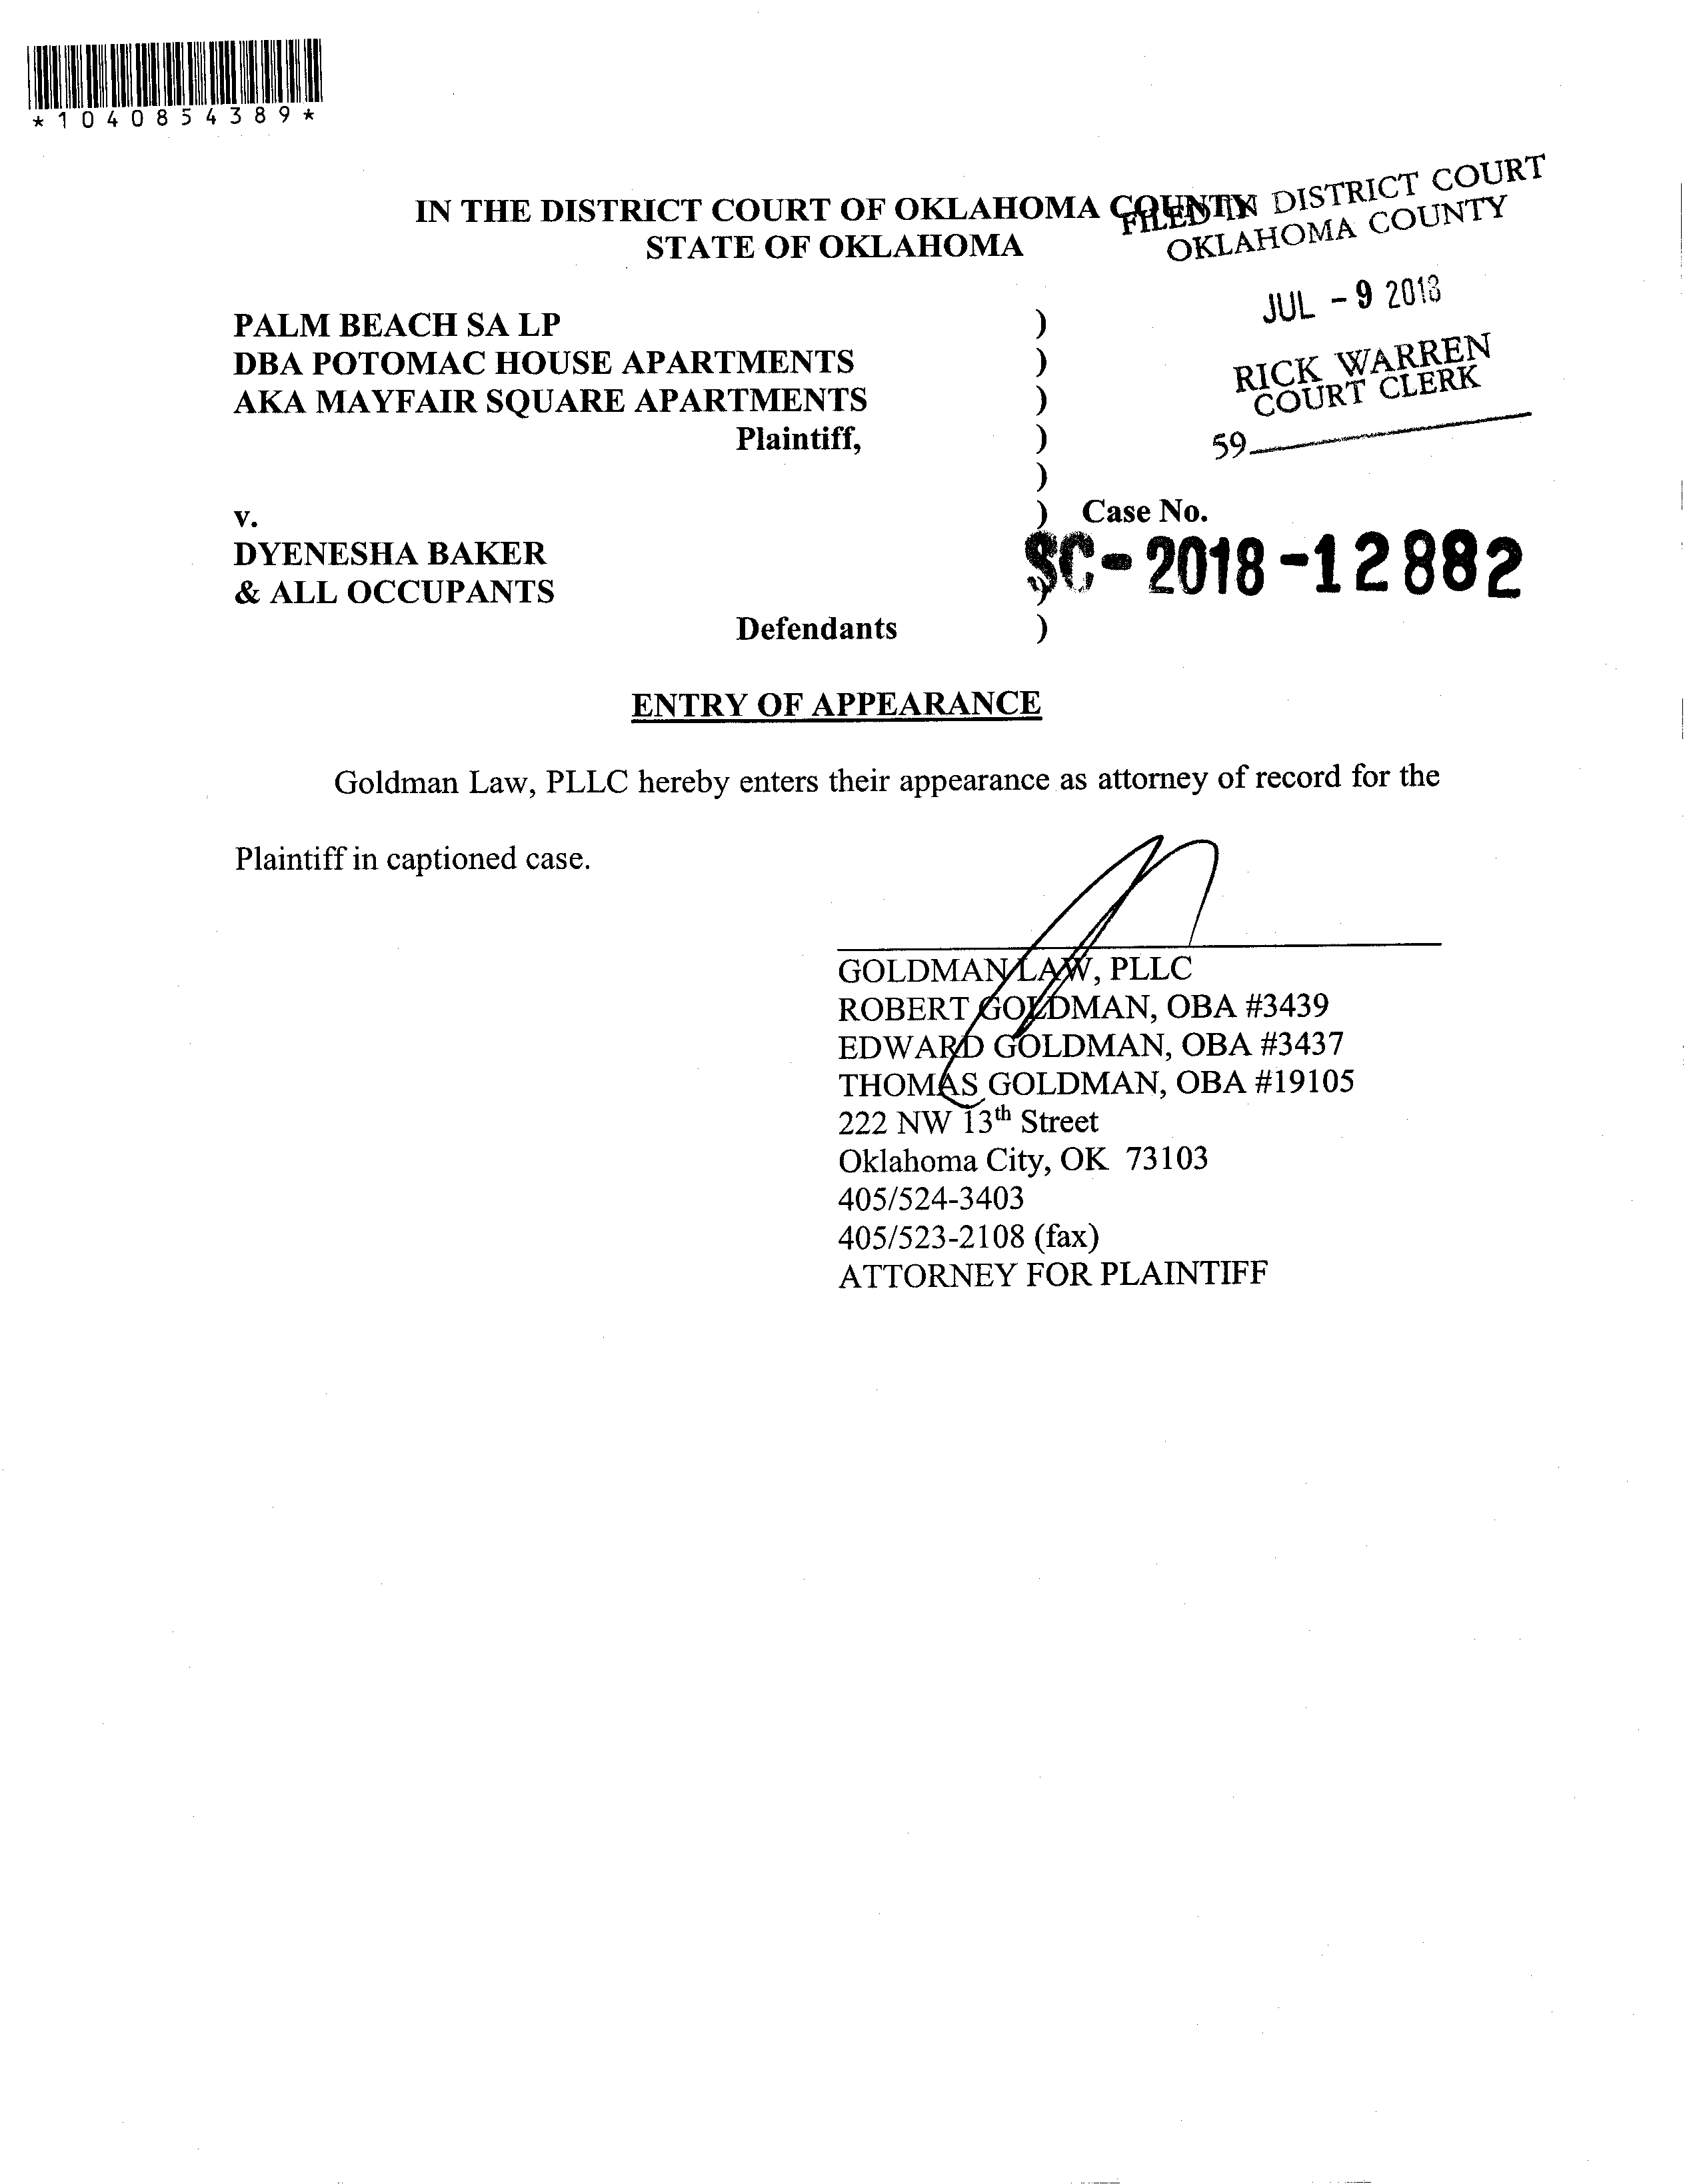 *1040854389*
IN THE DISTRICT COURT OF OKLAHOMA COUNTY
STATE OF OKLAHOMA
FILED IN DISTRICT COURT
OKLAHOMA COUNTY
JUL - 9 2018
RICK WARREN
COURT CLERK
59
PALM BEACH SA LP )
DBA POTOMAC HOUSE APARTMENTS )
AKA MAYFAIR SQUARE APARTMENTS )
Plaintiff, )
)
v. ) Case No.
DYENESHA BAKER SC-2018-12882
& ALL OCCUPANTS )
Defendants )
ENTRY OF APPEARANCE
Goldman Law, PLLC hereby enters their appearance as attorney of record for the
Plaintiff in captioned case.
GOLDMAN LAW, PLLC
ROBERT GOLDMAN, OBA #3439
EDWARD GOLDMAN, OBA #3437
THOMAS GOLDMAN, OBA #19105
222 NW 13th Street
Oklahoma City, OK 73103
405/524-3403
405/523-2108 (fax)
ATTORNEY FOR PLAINTIFF